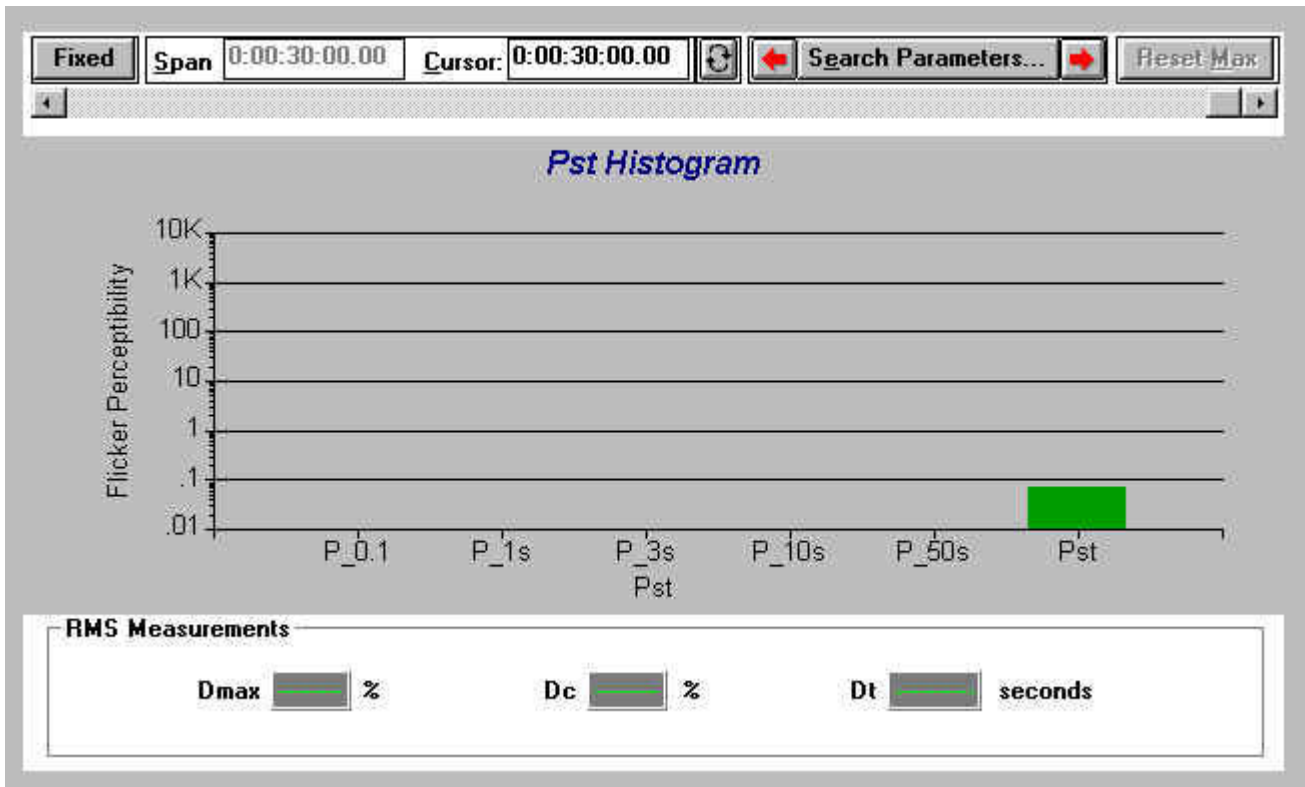 Fixed Span 0:00:30:00.00 Cursor: 0:00:30:00.00 Search Parameters... Reset Max
Pst Histogram
Flicker Perceptibility
10K
1K
100
10
1
.1
.01
P_0.1 P_1s P_3s P_10s P_50s Pst
Pst
RMS Measurements
Dmax % Dc % Dt seconds